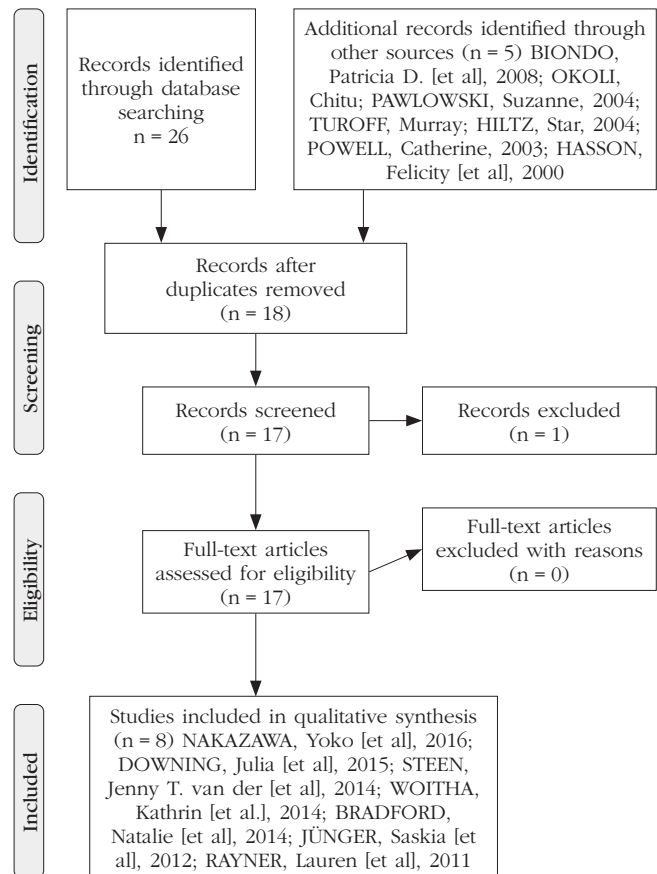 Identification
Records identified
through database
searching
n = 26
Additional records identified through
other sources (n = 5) BIONDO,
Patricia D. [et al], 2008; OKOLI,
Chitu; PAWLOWSKI, Suzanne, 2004;
TUROFF, Murray; HILTZ, Star, 2004;
POWELL, Catherine, 2003; HASSON,
Felicity [et al], 2000
Screening
Records after
duplicates removed
(n = 18)
Records screened
(n = 17)
Records excluded
(n = 1)
Eligibility
Full-text articles
assessed for eligibility
(n = 17)
Full-text articles
excluded with reasons
(n = 0)
Included
Studies included in qualitative synthesis
(n = 8) NAKAZAWA, Yoko [et al], 2016;
DOWNING, Julia [et al], 2015; STEEN,
Jenny T. van der [et al], 2014; WOITHA,
Kathrin [et al.], 2014; BRADFORD,
Natalie [et al], 2014; JÜNGER, Saskia [et
al], 2012; RAYNER, Lauren [et al], 2011